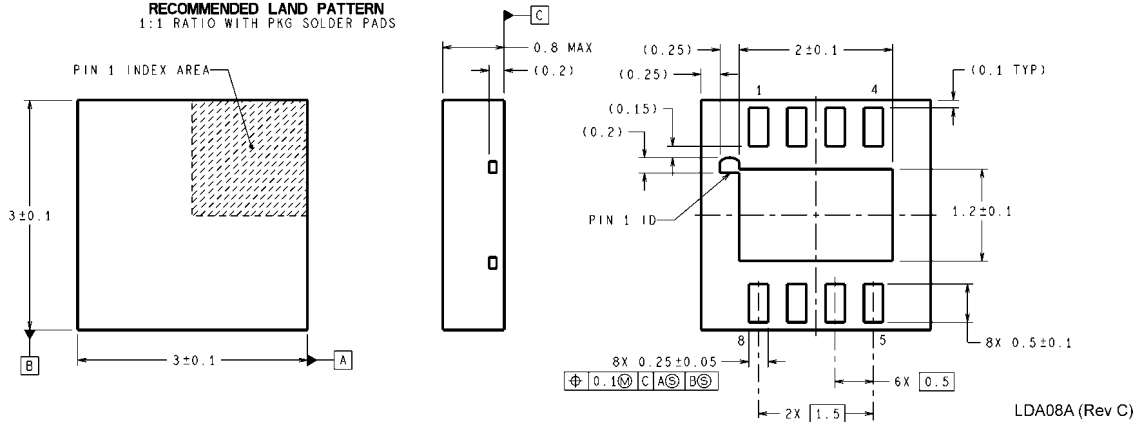 RECOMMENDED LAND PATTERN
1:1 RATIO WITH PKG SOLDER PADS
PIN 1 INDEX AREA
3±0.1
B
3±0.1
A
C
0.8 MAX
(0.2)
(0.25)
2±0.1
(0.25)
(0.1 TYP)
1
4
(0.15)
(0.2)
PIN 1 ID
1.2±0.1
8
5
8X 0.5±0.1
8X 0.25±0.05
⌖ 0.1Ⓜ C AⓈ BⓈ
6X 0.5
2X 1.5
LDA08A (Rev C)